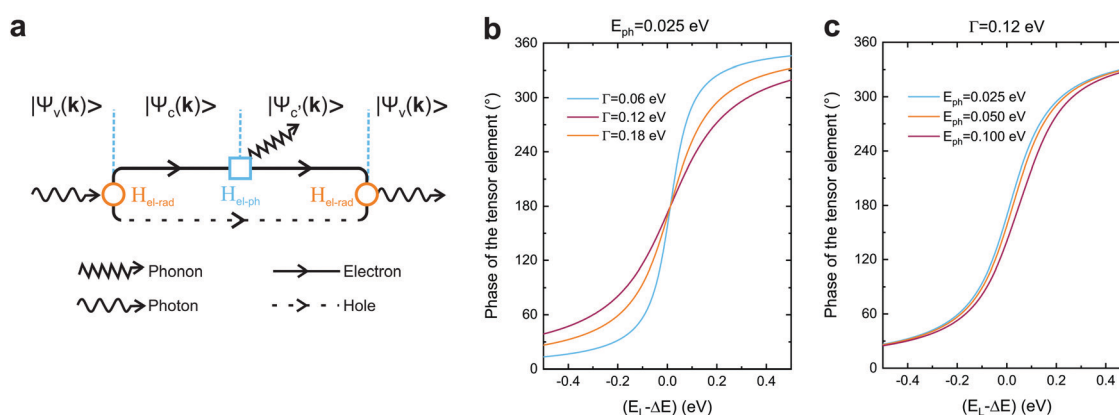 a
|Ψv(k)> |Ψc(k)> |Ψc'(k)> |Ψv(k)>
Hel-rad Hel-ph Hel-rad
Phonon Electron
Photon Hole
b
Eph=0.025 eV
Phase of the tensor element (°)
360
300
240
180
120
60
0
Γ=0.06 eV
Γ=0.12 eV
Γ=0.18 eV
-0.4 -0.2 0.0 0.2 0.4
(EL-ΔE) (eV)
c
Γ=0.12 eV
Phase of the tensor element (°)
360
300
240
180
120
60
0
Eph=0.025 eV
Eph=0.050 eV
Eph=0.100 eV
-0.4 -0.2 0.0 0.2 0.4
(EL-ΔE) (eV)